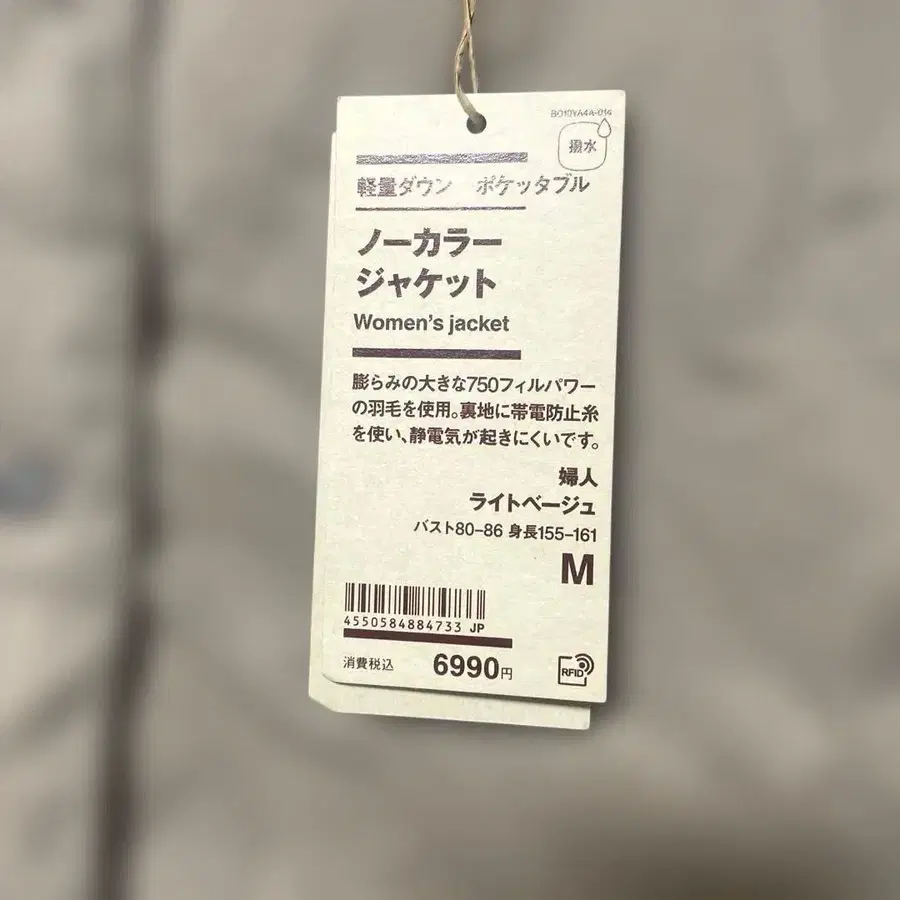 BO10YA4A-014
撥水
軽量ダウン ポケッタブル
ノーカラー
ジャケット
Women's jacket
膨らみの大きな750フィルパワー
の羽毛を使用。裏地に帯電防止糸
を使い、静電気が起きにくいです。
婦人
ライトベージュ
バスト80-86 身長155-161
M
4550584884733 JP
消費税込 6990円
RFID